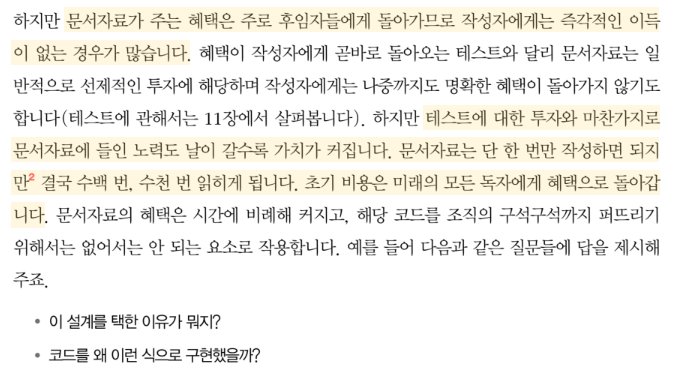 하지만 문서자료가 주는 혜택은 주로 후임자들에게 돌아가므로 작성자에게는 즉각적인 이득
이 없는 경우가 많습니다. 혜택이 작성자에게 곧바로 돌아오는 테스트와 달리 문서자료는 일
반적으로 선제적인 투자에 해당하며 작성자에게는 나중까지도 명확한 혜택이 돌아가지 않기도
합니다(테스트에 관해서는 11장에서 살펴봅니다). 하지만 테스트에 대한 투자와 마찬가지로
문서자료에 들인 노력도 날이 갈수록 가치가 커집니다. 문서자료는 단 한 번만 작성하면 되지
만² 결국 수백 번, 수천 번 읽히게 됩니다. 초기 비용은 미래의 모든 독자에게 혜택으로 돌아갑
니다. 문서자료의 혜택은 시간에 비례해 커지고, 해당 코드를 조직의 구석구석까지 퍼뜨리기
위해서는 없어서는 안 되는 요소로 작용합니다. 예를 들어 다음과 같은 질문들에 답을 제시해
주죠.
• 이 설계를 택한 이유가 뭐지?
• 코드를 왜 이런 식으로 구현했을까?